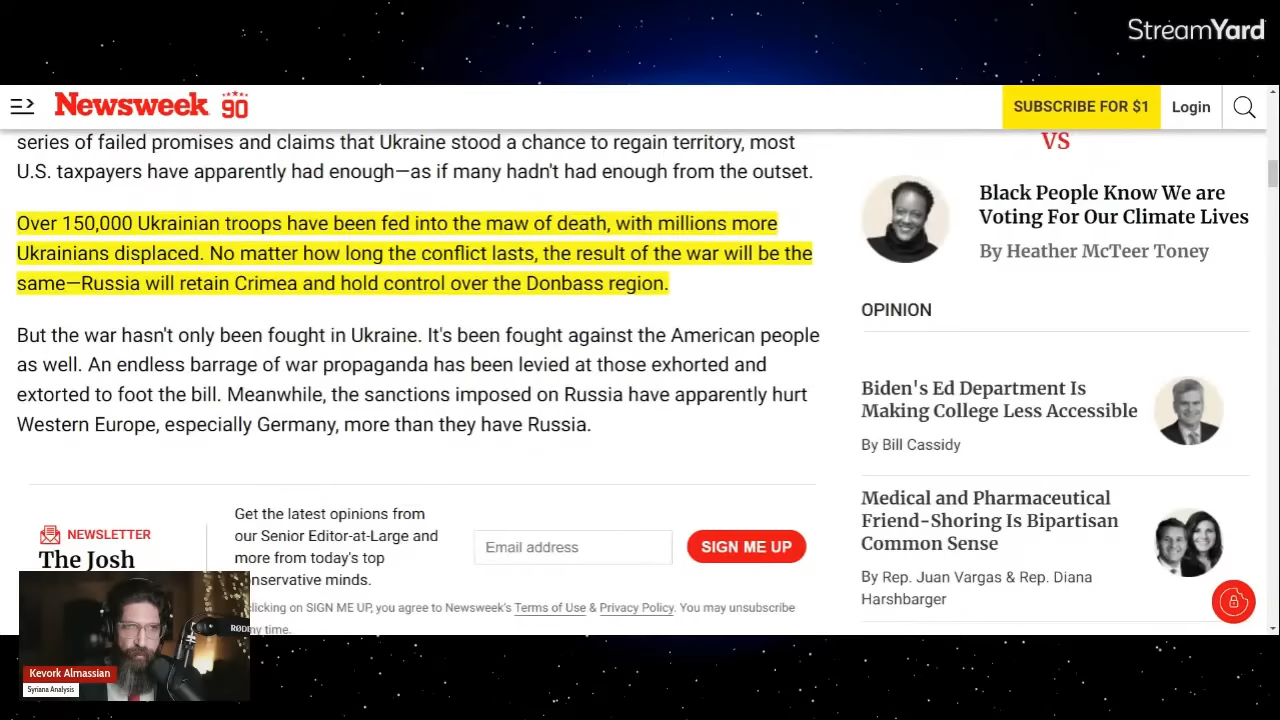 StreamYard
Newsweek 90
SUBSCRIBE FOR $1
Login
series of failed promises and claims that Ukraine stood a chance to regain territory, most
U.S. taxpayers have apparently had enough—as if many hadn't had enough from the outset.
Over 150,000 Ukrainian troops have been fed into the maw of death, with millions more
Ukrainians displaced. No matter how long the conflict lasts, the result of the war will be the
same—Russia will retain Crimea and hold control over the Donbass region.
But the war hasn't only been fought in Ukraine. It's been fought against the American people
as well. An endless barrage of war propaganda has been levied at those exhorted and
extorted to foot the bill. Meanwhile, the sanctions imposed on Russia have apparently hurt
Western Europe, especially Germany, more than they have Russia.
NEWSLETTER
The Josh
Get the latest opinions from
our Senior Editor-at-Large and
more from today's top
onservative minds.
Email address
SIGN ME UP
licking on SIGN ME UP, you agree to Newsweek's Terms of Use & Privacy Policy. You may unsubscribe
ny time.
VS
Black People Know We are
Voting For Our Climate Lives
By Heather McTeer Toney
OPINION
Biden's Ed Department Is
Making College Less Accessible
By Bill Cassidy
Medical and Pharmaceutical
Friend-Shoring Is Bipartisan
Common Sense
By Rep. Juan Vargas & Rep. Diana
Harshbarger
Kevork Almassian
Syriana Analysis